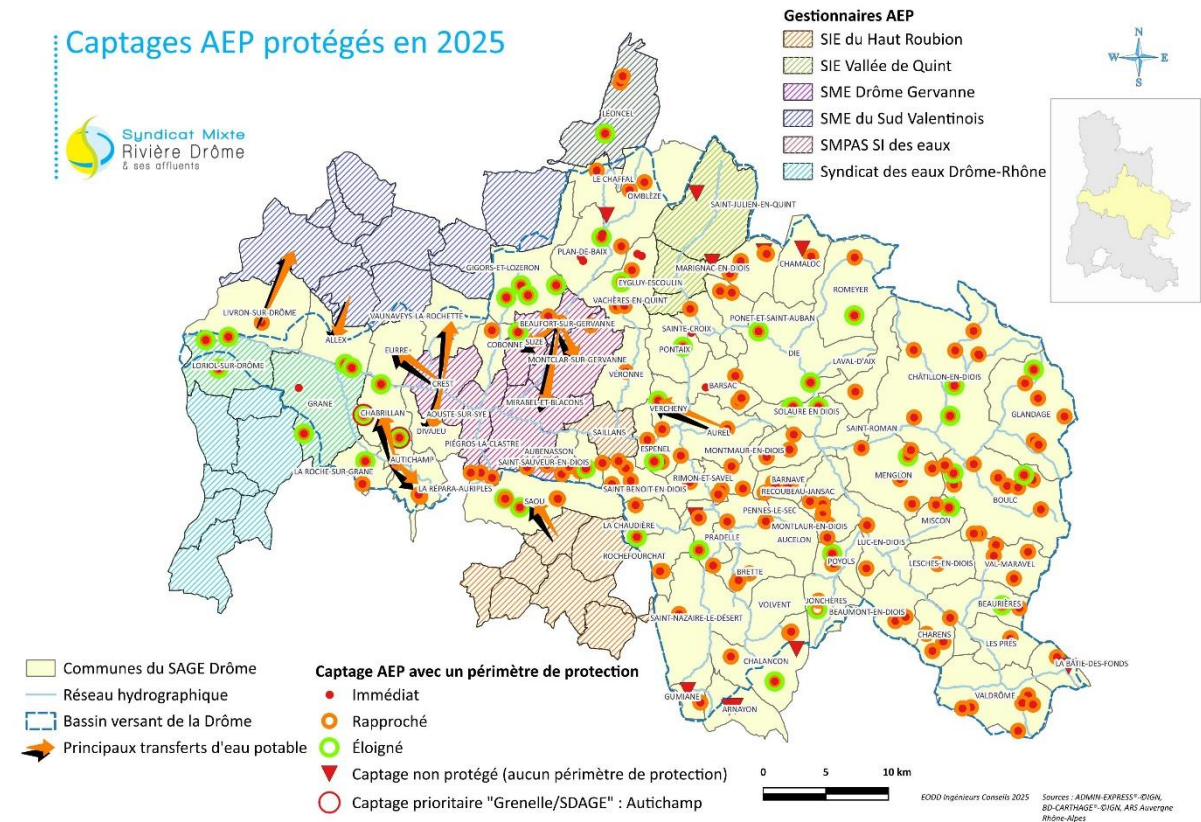 Captages AEP protégés en 2025
Syndicat Mixte
Rivière Drôme
& ses affluents
Gestionnaires AEP
SIE du Haut Roubion
SIE Vallée de Quint
SME Drôme Gervanne
SME du Sud Valentinois
SMPAS SI des eaux
Syndicat des eaux Drôme-Rhône
N
W
E
S
LÉONCEL
LE CHAFFAL
OMBLÈZE
SAINT-JULIEN-EN-QUINT
PLAN-DE-BAIX
GIGORS-ET-LOZERON
MARIGNAC-EN-DIOIS
CHAMALOC
EYGLUY-ESCOULIN
ROMEYER
VACHÈRES-EN-QUINT
LIVRON-SUR-DRÔME
VAUNAVEYS-LA-ROCHETTE
BEAUFORT-SUR-GERVANNE
SAINTE-CROIX
PONET-ET-SAINT-AUBAN
ALLEX
EURRE
COBONNE
SUZE
PONTAIX
DIE
LAVAL-D'AIX
MONTCLAR-SUR-GERVANNE
LORIOL-SUR-DRÔME
CREST
VÉRONNE
BARSAC
CHÂTILLON-EN-DIOIS
GRANE
CHABRILLAN
AOUSTE-SUR-SYE
MIRABEL-ET-BLACONS
VERCHENY
SOLAURE EN DIOIS
GLANDAGE
DIVAJEU
SAILLANS
AUREL
SAINT-ROMAN
PIÉGROS-LA-CLASTRE
AUBENASSON
ESPENEL
MONTMAUR-EN-DIOIS
AUTICHAMP
SAINT-SAUVEUR-EN-DIOIS
LA ROCHE-SUR-GRANE
RIMON-ET-SAVEL
BARNAVE
MENGLON
LA RÉPARA-AURIPLES
SAINT-BENOIT-EN-DIOIS
RECOUBEAU-JANSAC
BOULC
SAOU
PENNES-LE-SEC
MISCON
LA CHAUDIÈRE
MONTLAUR-EN-DIOIS
PRADELLE
AUCELON
LUC-EN-DIOIS
ROCHEFOURCHAT
POYOLS
LESCHES-EN-DIOIS
VAL-MARAVEL
BRETTE
JONCHÈRES
VOLVENT
BEAUMONT-EN-DIOIS
BEAURIÈRES
SAINT-NAZAIRE-LE-DÉSERT
CHARENS
LES PRÉS
CHALANCON
LA BÂTIE-DES-FONDS
GUMIANE
ARNAYON
VALDRÔME
Communes du SAGE Drôme
Réseau hydrographique
Bassin versant de la Drôme
Principaux transferts d'eau potable
Captage AEP avec un périmètre de protection
Immédiat
Rapproché
Éloigné
Captage non protégé (aucun périmètre de protection)
Captage prioritaire "Grenelle/SDAGE" : Autichamp
0 5 10 km
EODD Ingénieurs Conseils 2025
Sources : ADMIN-EXPRESS®-©IGN,
BD-CARTHAGE®-©IGN, ARS Auvergne
Rhône-Alpes